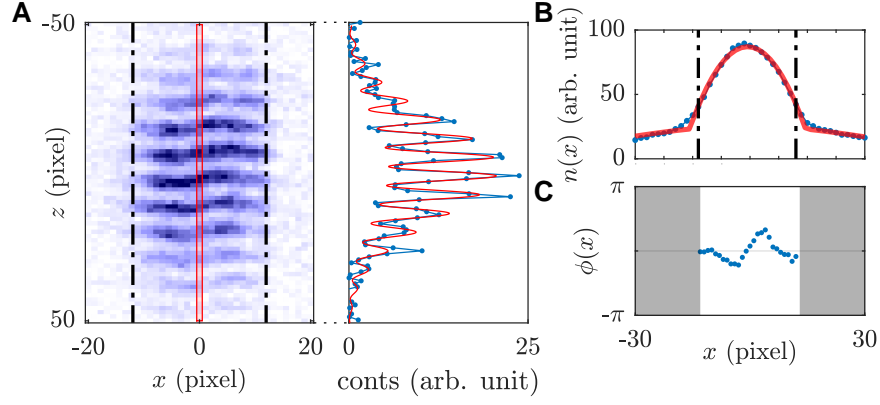 A
-50
z (pixel)
50
-20
0
20
x (pixel)
0
25
conts (arb. unit)
B
100
50
0
n(x) (arb. unit)
C
π
ϕ(x)
-π
-30
30
x (pixel)